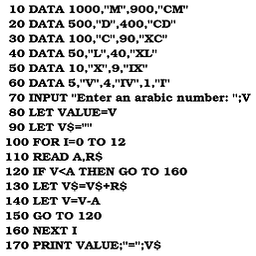 10 DATA 1000,"M",900,"CM"
20 DATA 500,"D",400,"CD"
30 DATA 100,"C",90,"XC"
40 DATA 50,"L",40,"XL"
50 DATA 10,"X",9,"IX"
60 DATA 5,"V",4,"IV",1,"I"
70 INPUT "Enter an arabic number: ";V
80 LET VALUE=V
90 LET V$=""
100 FOR I=0 TO 12
110 READ A,R$
120 IF V<A THEN GO TO 160
130 LET V$=V$+R$
140 LET V=V-A
150 GO TO 120
160 NEXT I
170 PRINT VALUE;"=";V$